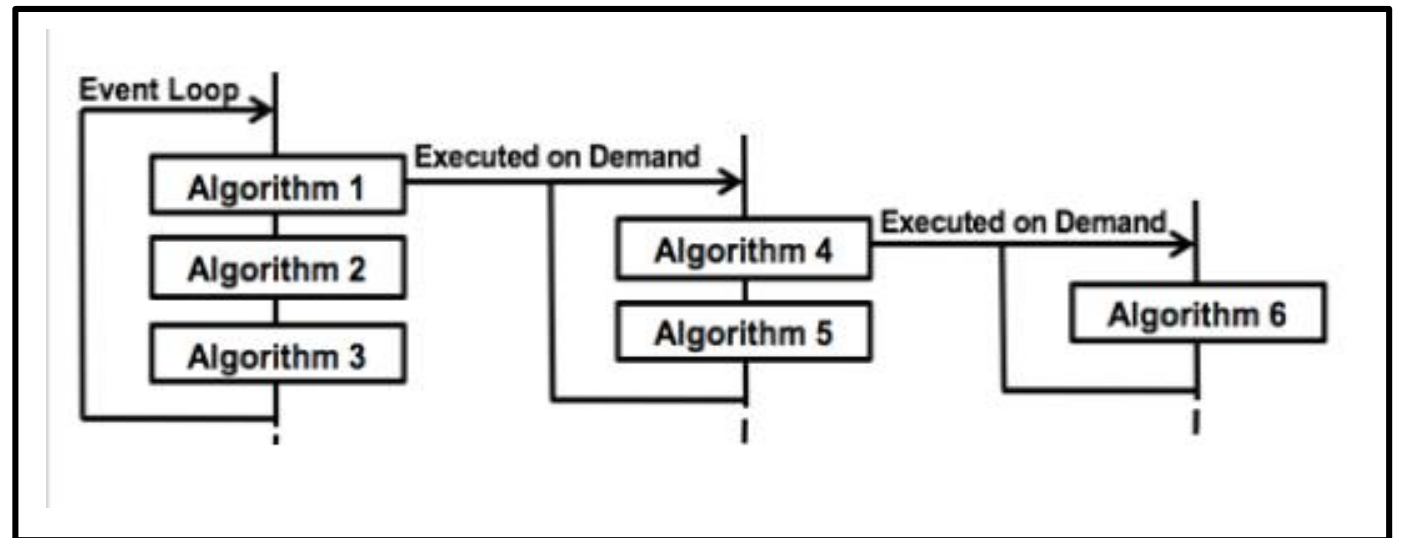 Event Loop
Algorithm 1
Algorithm 2
Algorithm 3
Executed on Demand
Algorithm 4
Algorithm 5
Executed on Demand
Algorithm 6